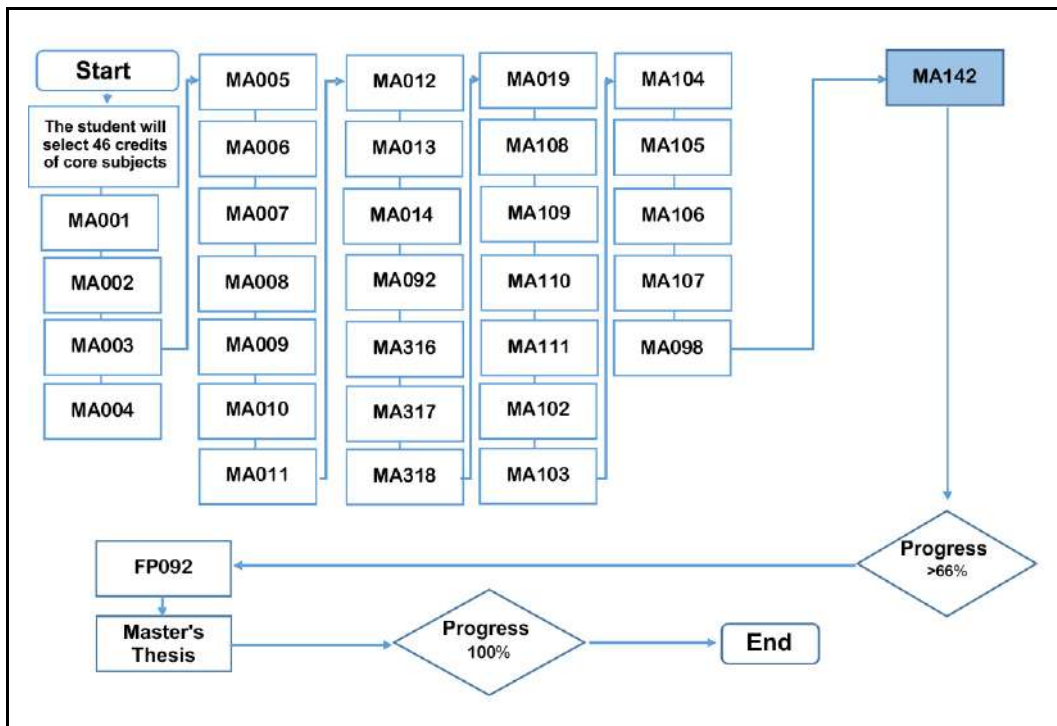 Start
The student will
select 46 credits
of core subjects
MA001
MA002
MA003
MA004
MA005
MA006
MA007
MA008
MA009
MA010
MA011
MA012
MA013
MA014
MA092
MA316
MA317
MA318
MA019
MA108
MA109
MA110
MA111
MA102
MA103
MA104
MA105
MA106
MA107
MA098
MA142
Progress
>66%
FP092
Master's
Thesis
Progress
100%
End